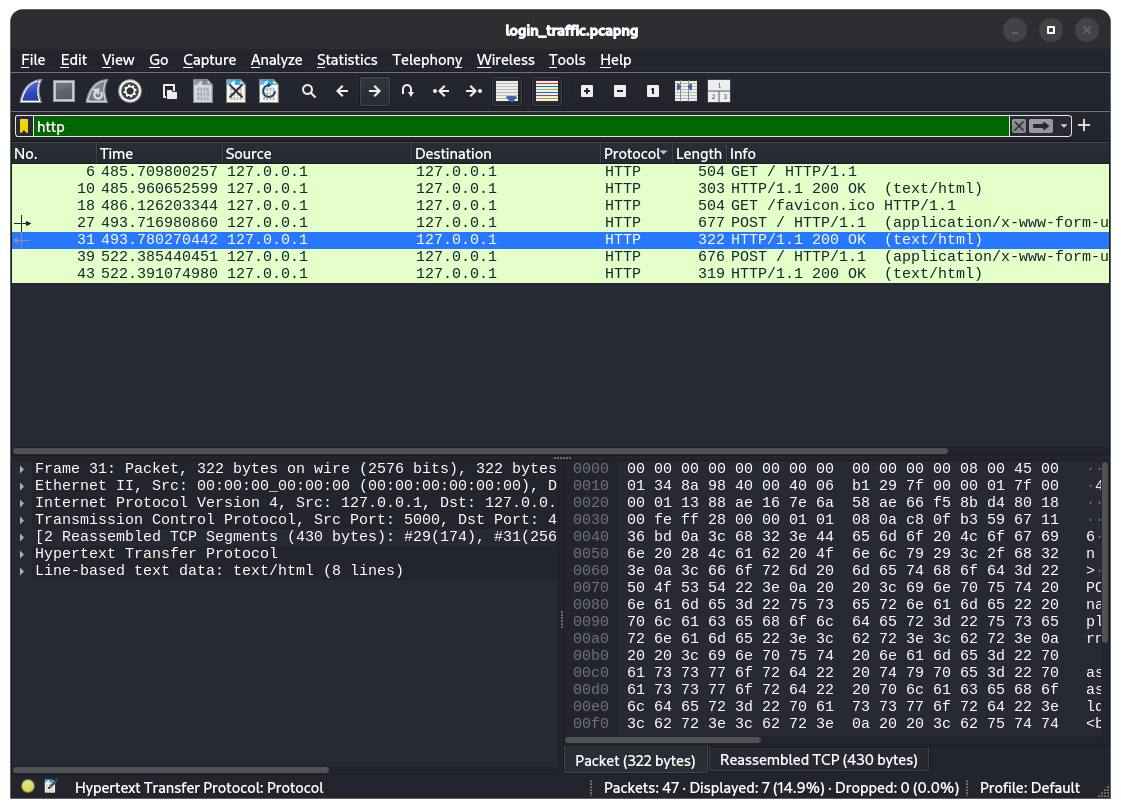 login_traffic.pcapng
File Edit View Go Capture Analyze Statistics Telephony Wireless Tools Help
http
No. Time Source Destination Protocol Length Info
6 485.709800257 127.0.0.1 127.0.0.1 HTTP 504 GET / HTTP/1.1
10 485.960652599 127.0.0.1 127.0.0.1 HTTP 303 HTTP/1.1 200 OK (text/html)
18 486.126203344 127.0.0.1 127.0.0.1 HTTP 504 GET /favicon.ico HTTP/1.1
27 493.716980860 127.0.0.1 127.0.0.1 HTTP 677 POST / HTTP/1.1 (application/x-www-form-u
31 493.780270442 127.0.0.1 127.0.0.1 HTTP 322 HTTP/1.1 200 OK (text/html)
39 522.385440451 127.0.0.1 127.0.0.1 HTTP 676 POST / HTTP/1.1 (application/x-www-form-u
43 522.391074980 127.0.0.1 127.0.0.1 HTTP 319 HTTP/1.1 200 OK (text/html)
Frame 31: Packet, 322 bytes on wire (2576 bits), 322 bytes
Ethernet II, Src: 00:00:00_00:00:00 (00:00:00:00:00:00), D
Internet Protocol Version 4, Src: 127.0.0.1, Dst: 127.0.0.
Transmission Control Protocol, Src Port: 5000, Dst Port: 4
[2 Reassembled TCP Segments (430 bytes): #29(174), #31(256
Hypertext Transfer Protocol
Line-based text data: text/html (8 lines)
0000 00 00 00 00 00 00 00 00 00 00 00 00 08 00 45 00 ··
0010 01 34 8a 98 40 00 40 06 b1 29 7f 00 00 01 7f 00 ·4
0020 00 01 13 88 ae 16 7e 6a 58 ae 66 f5 8b d4 80 18 ··
0030 00 fe ff 28 00 00 01 01 08 0a c8 0f b3 59 67 11 ··
0040 36 bd 0a 3c 68 32 3e 44 65 6d 6f 20 4c 6f 67 69 6·
0050 6e 20 28 4c 61 62 20 4f 6e 6c 79 29 3c 2f 68 32 n
0060 3e 0a 3c 66 6f 72 6d 20 6d 65 74 68 6f 64 3d 22 >·
0070 50 4f 53 54 22 3e 0a 20 20 3c 69 6e 70 75 74 20 PO
0080 6e 61 6d 65 3d 22 75 73 65 72 6e 61 6d 65 22 20 na
0090 70 6c 61 63 65 68 6f 6c 64 65 72 3d 22 75 73 65 pl
00a0 72 6e 61 6d 65 22 3e 3c 62 72 3e 3c 62 72 3e 0a rn
00b0 20 20 3c 69 6e 70 75 74 20 6e 61 6d 65 3d 22 70
00c0 61 73 73 77 6f 72 64 22 20 74 79 70 65 3d 22 70 as
00d0 61 73 73 77 6f 72 64 22 20 70 6c 61 63 65 68 6f as
00e0 6c 64 65 72 3d 22 70 61 73 73 77 6f 72 64 22 3e ld
00f0 3c 62 72 3e 3c 62 72 3e 0a 20 20 3c 62 75 74 74 <b
Packet (322 bytes) Reassembled TCP (430 bytes)
Hypertext Transfer Protocol: Protocol Packets: 47 · Displayed: 7 (14.9%) · Dropped: 0 (0.0%) Profile: Default